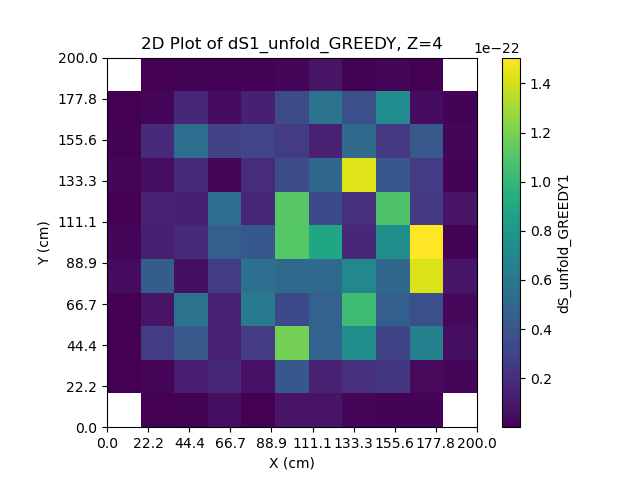 2D Plot of dS1_unfold_GREEDY, Z=4
1e−22
200.0
177.8
155.6
133.3
111.1
88.9
66.7
44.4
22.2
0.0
Y (cm)
0.0 22.2 44.4 66.7 88.9 111.1 133.3 155.6 177.8 200.0
X (cm)
1.4
1.2
1.0
0.8
0.6
0.4
0.2
dS_unfold_GREEDY1